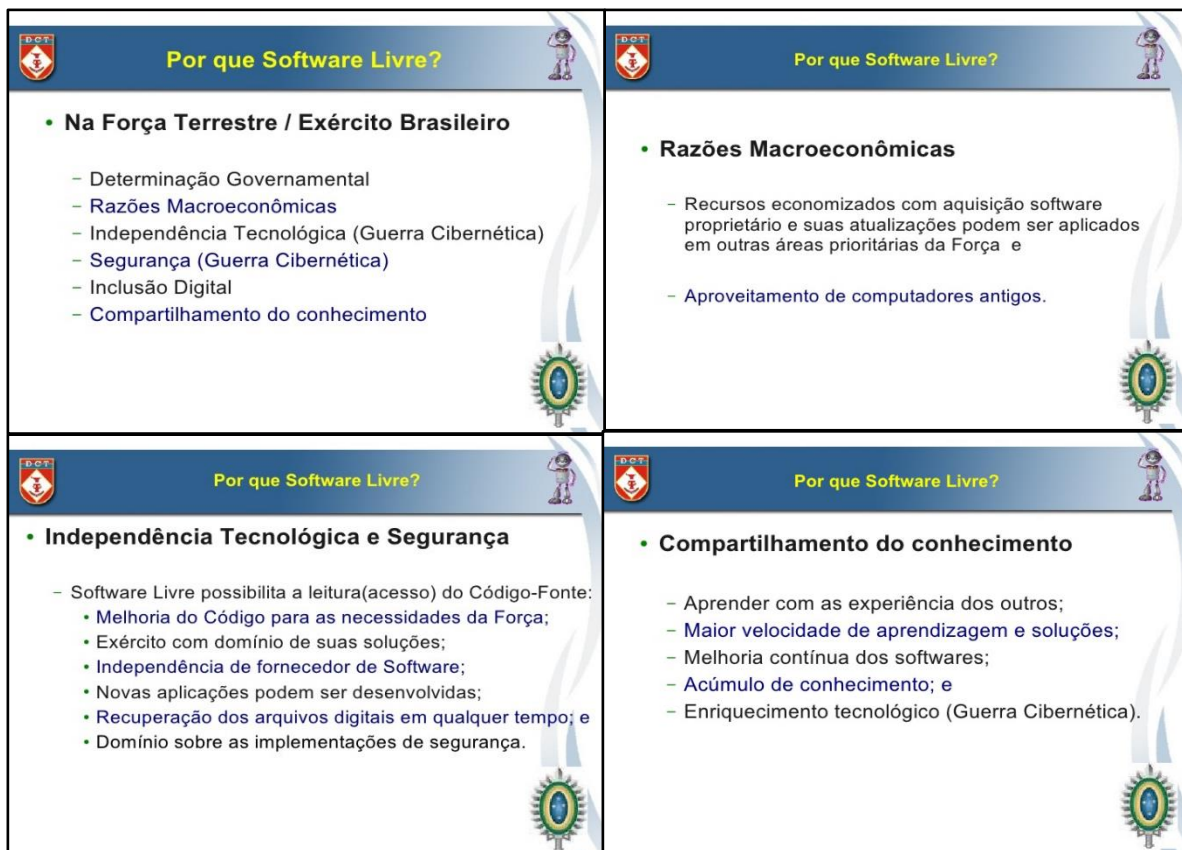 DCT
Por que Software Livre?
• Na Força Terrestre / Exército Brasileiro
– Determinação Governamental
– Razões Macroeconômicas
– Independência Tecnológica (Guerra Cibernética)
– Segurança (Guerra Cibernética)
– Inclusão Digital
– Compartilhamento do conhecimento
DCT
Por que Software Livre?
• Razões Macroeconômicas
– Recursos economizados com aquisição software
proprietário e suas atualizações podem ser aplicados
em outras áreas prioritárias da Força e
– Aproveitamento de computadores antigos.
DCT
Por que Software Livre?
• Independência Tecnológica e Segurança
– Software Livre possibilita a leitura(acesso) do Código-Fonte:
• Melhoria do Código para as necessidades da Força;
• Exército com domínio de suas soluções;
• Independência de fornecedor de Software;
• Novas aplicações podem ser desenvolvidas;
• Recuperação dos arquivos digitais em qualquer tempo; e
• Domínio sobre as implementações de segurança.
DCT
Por que Software Livre?
• Compartilhamento do conhecimento
– Aprender com as experiência dos outros;
– Maior velocidade de aprendizagem e soluções;
– Melhoria contínua dos softwares;
– Acúmulo de conhecimento; e
– Enriquecimento tecnológico (Guerra Cibernética).